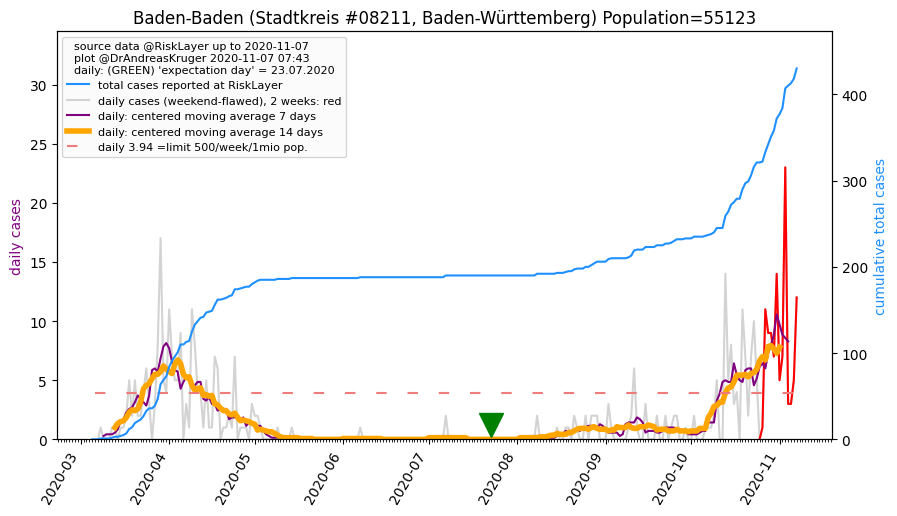 Baden-Baden (Stadtkreis #08211, Baden-Württemberg) Population=55123
source data @RiskLayer up to 2020-11-07
plot @DrAndreasKruger 2020-11-07 07:43
daily: (GREEN) 'expectation day' = 23.07.2020
total cases reported at RiskLayer
daily cases (weekend-flawed), 2 weeks: red
daily: centered moving average 7 days
daily: centered moving average 14 days
daily 3.94 =limit 500/week/1mio pop.
daily cases
30
25
20
15
10
5
0
400
300
200
100
0
cumulative total cases
2020-03
2020-04
2020-05
2020-06
2020-07
2020-08
2020-09
2020-10
2020-11